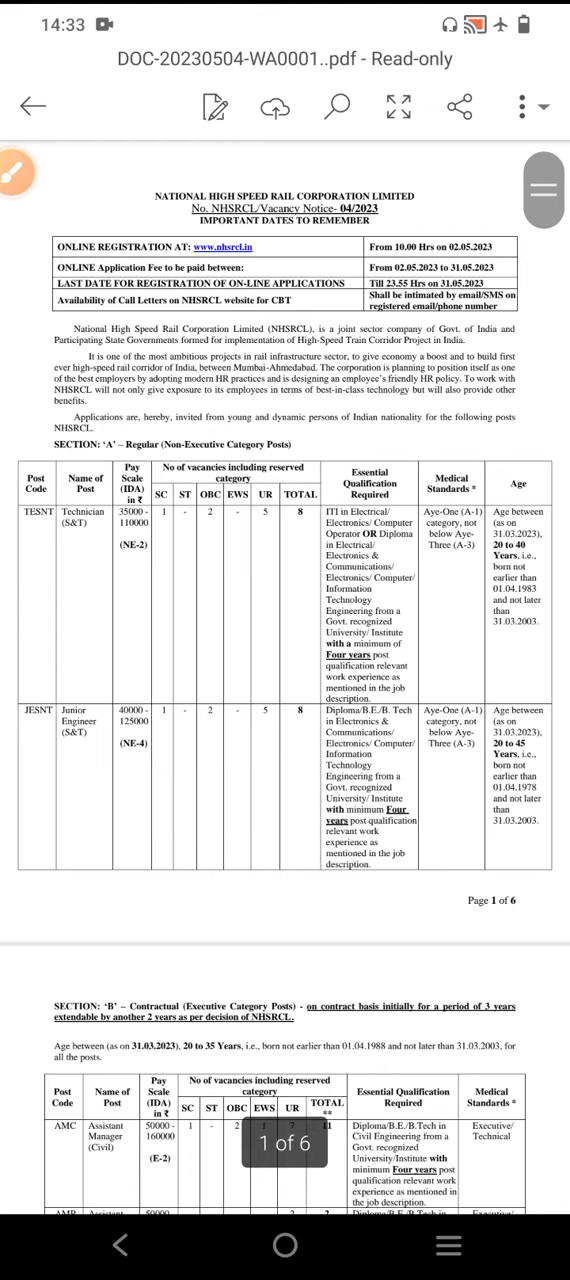 14:33
DOC-20230504-WA0001..pdf - Read-only
NATIONAL HIGH SPEED RAIL CORPORATION LIMITED
No. NHSRCL/Vacancy Notice- 04/2023
IMPORTANT DATES TO REMEMBER
ONLINE REGISTRATION AT: www.nhsrcl.in From 10.00 Hrs on 02.05.2023
ONLINE Application Fee to be paid between: From 02.05.2023 to 31.05.2023
LAST DATE FOR REGISTRATION OF ON-LINE APPLICATIONS Till 23.55 Hrs on 31.05.2023
Availability of Call Letters on NHSRCL website for CBT Shall be intimated by email/SMS on
registered email/phone number
National High Speed Rail Corporation Limited (NHSRCL), is a joint sector company of Govt. of India and
Participating State Governments formed for implementation of High-Speed Train Corridor Project in India.
It is one of the most ambitious projects in rail infrastructure sector, to give economy a boost and to build first
ever high-speed rail corridor of India, between Mumbai-Ahmedabad. The corporation is planning to position itself as one
of the best employers by adopting modern HR practices and is designing an employee's friendly HR policy. To work with
NHSRCL will not only give exposure to its employees in terms of best-in-class technology but will also provide other
benefits.
Applications are, hereby, invited from young and dynamic persons of Indian nationality for the following posts
NHSRCL.
SECTION: 'A' – Regular (Non-Executive Category Posts)
Post
Code
Name of
Post
Pay
Scale
(IDA)
in ₹
No of vacancies including reserved
category
SC ST OBC EWS UR TOTAL
Essential
Qualification
Required
Medical
Standards *
Age
TESNT
Technician
(S&T)
35000 -
110000
(NE-2)
1 - 2 - 5 8
ITI in Electrical/
Electronics/ Computer
Operator OR Diploma
in Electrical/
Electronics &
Communications/
Electronics/ Computer/
Information
Technology
Engineering from a
Govt. recognized
University/ Institute
with a minimum of
Four years post
qualification relevant
work experience as
mentioned in the job
description.
Aye-One (A-1)
category, not
below Aye-
Three (A-3)
Age between
(as on
31.03.2023),
20 to 40
Years, i.e.,
born not
earlier than
01.04.1983
and not later
than
31.03.2003.
JESNT
Junior
Engineer
(S&T)
40000 -
125000
(NE-4)
1 - 2 - 5 8
Diploma/B.E./B. Tech
in Electronics &
Communications/
Electronics/ Computer/
Information
Technology
Engineering from a
Govt. recognized
University/ Institute
with minimum Four
years post qualification
relevant work
experience as
mentioned in the job
description.
Aye-One (A-1)
category, not
below Aye-
Three (A-3)
Age between
(as on
31.03.2023),
20 to 45
Years, i.e.,
born not
earlier than
01.04.1978
and not later
than
31.03.2003.
Page 1 of 6
SECTION: 'B' – Contractual (Executive Category Posts) - on contract basis initially for a period of 3 years
extendable by another 2 years as per decision of NHSRCL.
Age between (as on 31.03.2023), 20 to 35 Years, i.e., born not earlier than 01.04.1988 and not later than 31.03.2003, for
all the posts.
Post
Code
Name of
Post
Pay
Scale
(IDA)
in ₹
No of vacancies including reserved
category
SC ST OBC EWS UR TOTAL
**
Essential Qualification
Required
Medical
Standards *
AMC
Assistant
Manager
(Civil)
50000 -
160000
(E-2)
1 - 2 1 7 11
Diploma/B.E./B.Tech in
Civil Engineering from a
Govt. recognized
University/Institute with
minimum Four years post
qualification relevant work
experience as mentioned in
the job description.
Executive/
Technical
1 of 6